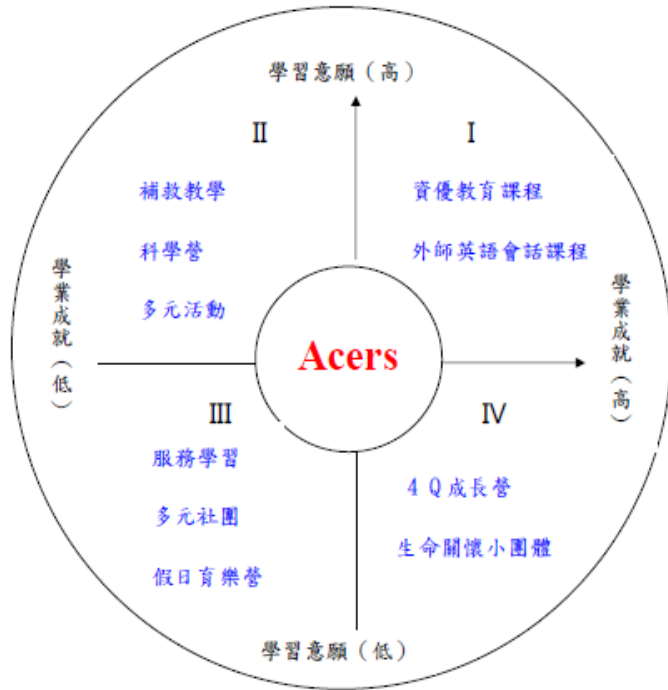 學習意願（高）
Ⅱ
Ⅰ
補救教學
科學營
多元活動
資優教育課程
外師英語會話課程
學業成就（低）
Acers
學業成就（高）
Ⅲ
Ⅳ
服務學習
多元社團
假日育樂營
4 Q成長營
生命關懷小團體
學習意願（低）